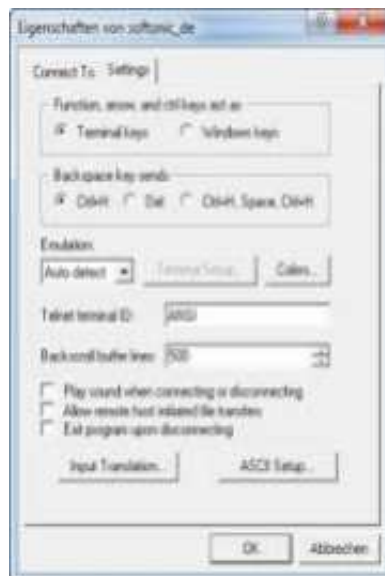 Eigenschaften von softonic_de
Connect To Settings
Function, arrow, and ctrl keys act as
Terminal keys Windows keys
Backspace key sends
Ctrl+H Del Ctrl+H, Space, Ctrl+H
Emulation:
Auto detect Terminal Setup... Colors...
Telnet terminal ID: ANSI
Backscroll buffer lines: 500
Play sound when connecting or disconnecting
Allow remote host initiated file transfers
Exit program upon disconnecting
Input Translation... ASCII Setup...
OK Abbrechen